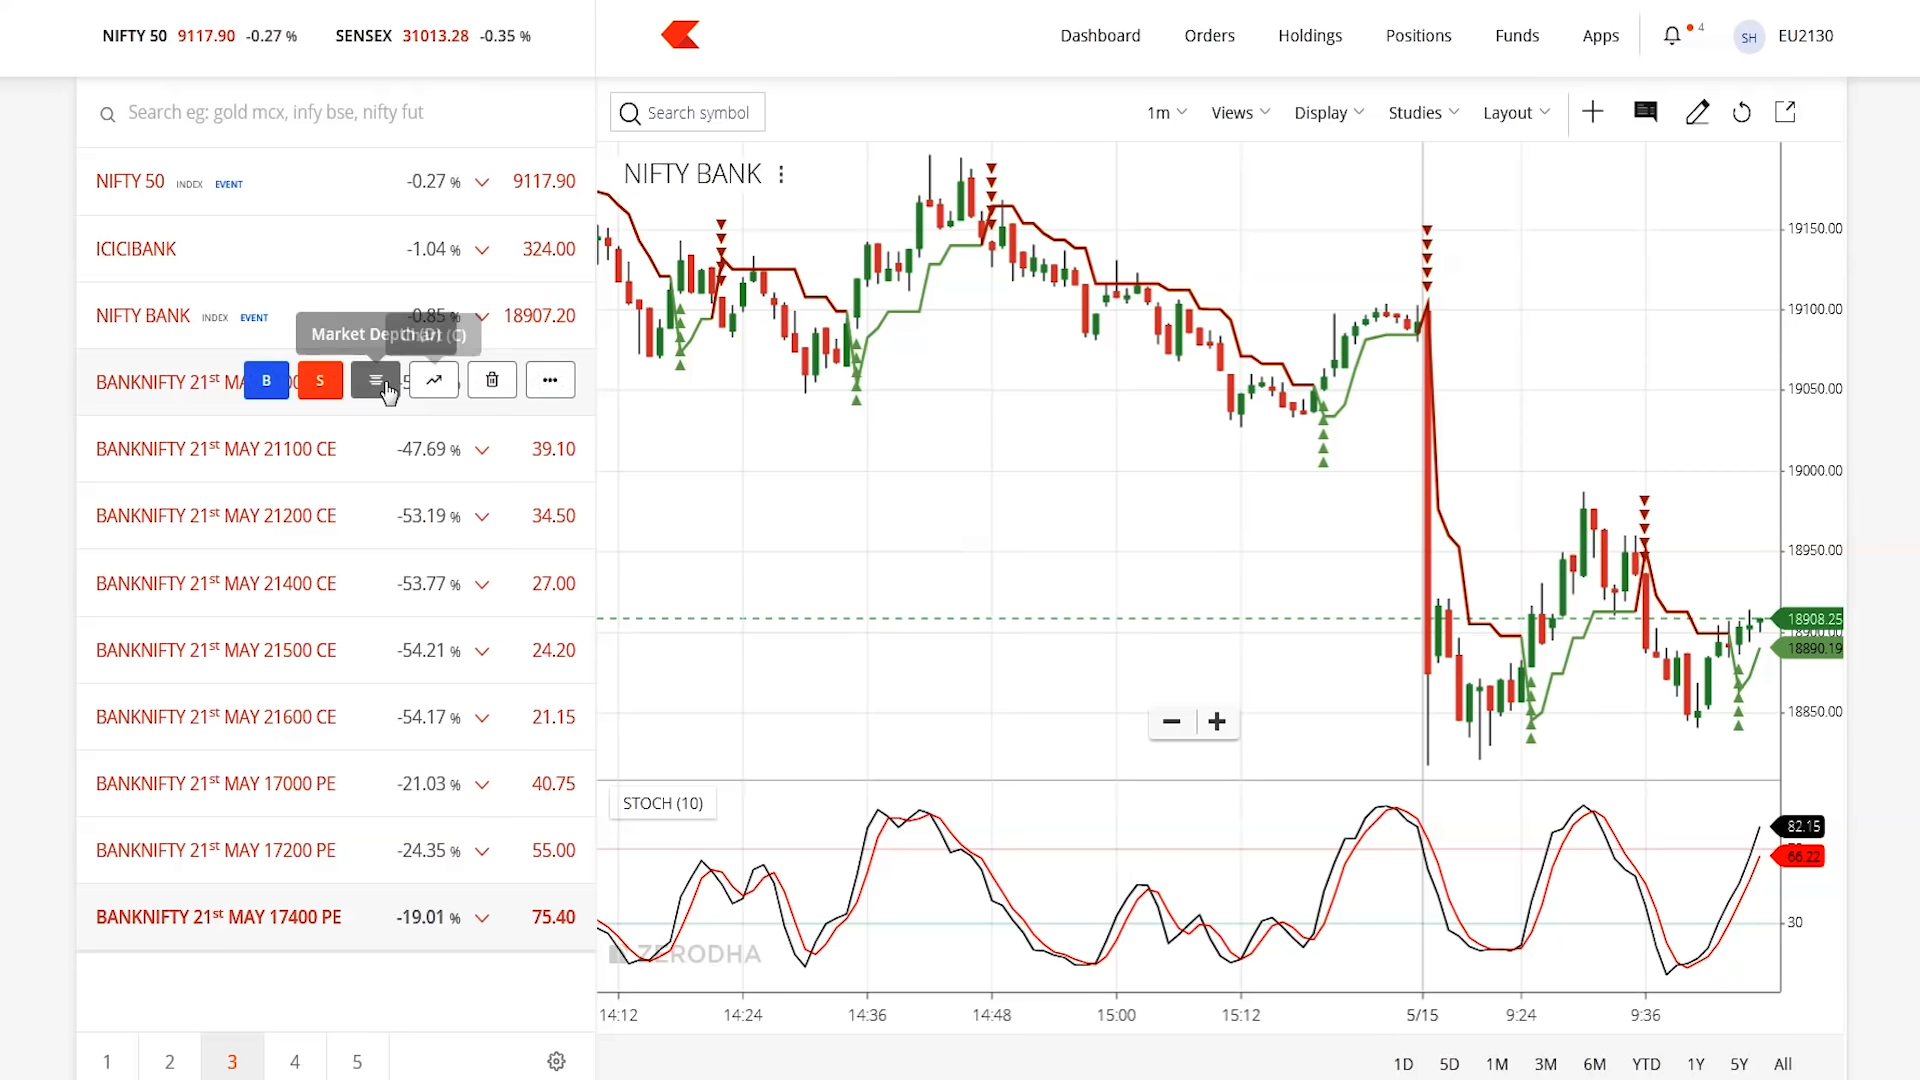 NIFTY 50 9117.90 -0.27 % SENSEX 31013.28 -0.35 %
Dashboard Orders Holdings Positions Funds Apps 4 SH EU2130
Search eg: gold mcx, infy bse, nifty fut
Search symbol 1m Views Display Studies Layout
NIFTY 50 INDEX EVENT -0.27 % 9117.90
ICICIBANK -1.04 % 324.00
NIFTY BANK INDEX EVENT -0.85 % 18907.20
Market Depth (D)
BANKNIFTY 21st B S
BANKNIFTY 21st MAY 21100 CE -47.69 % 39.10
BANKNIFTY 21st MAY 21200 CE -53.19 % 34.50
BANKNIFTY 21st MAY 21400 CE -53.77 % 27.00
BANKNIFTY 21st MAY 21500 CE -54.21 % 24.20
BANKNIFTY 21st MAY 21600 CE -54.17 % 21.15
BANKNIFTY 21st MAY 17000 PE -21.03 % 40.75
BANKNIFTY 21st MAY 17200 PE -24.35 % 55.00
BANKNIFTY 21st MAY 17400 PE -19.01 % 75.40
1 2 3 4 5
NIFTY BANK
19150.00
19100.00
19050.00
19000.00
18950.00
18908.25
18900.00
18890.19
18850.00
STOCH (10)
82.15
66.22
30
ZERODHA
14:12 14:24 14:36 14:48 15:00 15:12 5/15 9:24 9:36
1D 5D 1M 3M 6M YTD 1Y 5Y All